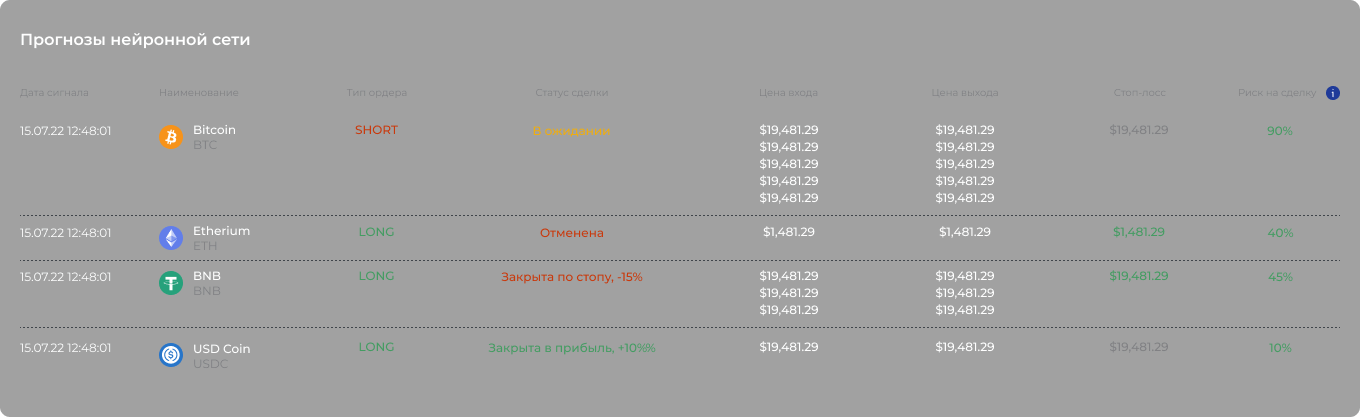 Прогнозы нейронной сети
Дата сигнала Наименование Тип ордера Статус сделки Цена входа Цена выхода Стоп-лосс Риск на сделку i
15.07.22 12:48:01 Bitcoin SHORT В ожидании $19,481.29 $19,481.29 $19,481.29 90%
BTC $19,481.29 $19,481.29
$19,481.29 $19,481.29
$19,481.29 $19,481.29
$19,481.29 $19,481.29
15.07.22 12:48:01 Etherium LONG Отменена $1,481.29 $1,481.29 $1,481.29 40%
ETH
15.07.22 12:48:01 BNB LONG Закрыта по стопу, -15% $19,481.29 $19,481.29 $19,481.29 45%
BNB $19,481.29 $19,481.29
$19,481.29 $19,481.29
15.07.22 12:48:01 USD Coin LONG Закрыта в прибыль, +10%% $19,481.29 $19,481.29 $19,481.29 10%
USDC